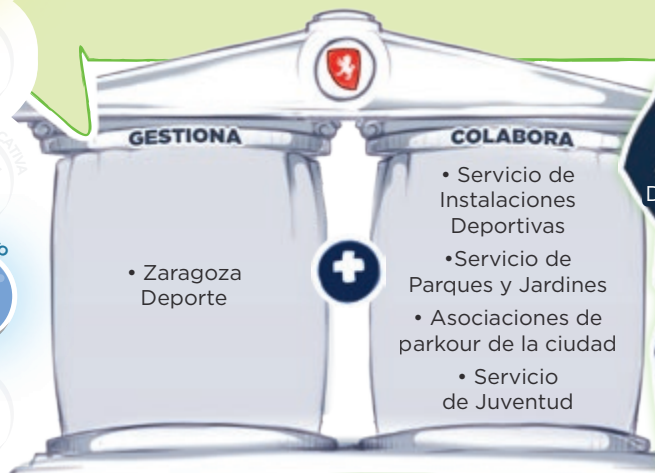 GESTIONA
• Zaragoza
Deporte
COLABORA
• Servicio de
Instalaciones
Deportivas
•Servicio de
Parques y Jardines
• Asociaciones de
parkour de la ciudad
• Servicio
de Juventud